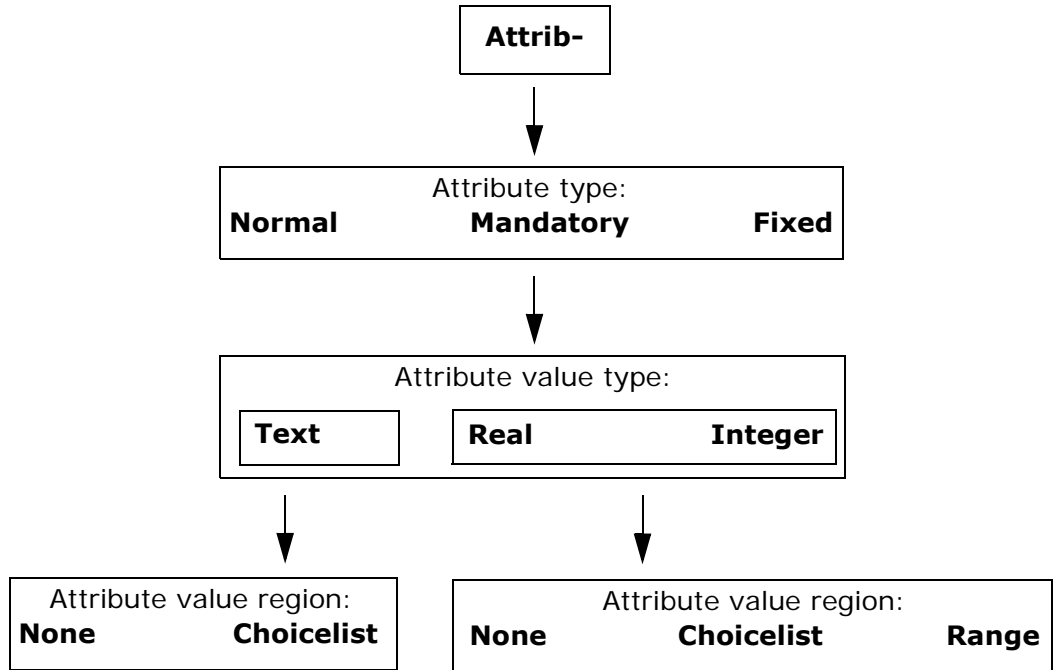 Attrib-
Attribute type:
Normal Mandatory Fixed
Attribute value type:
Text Real Integer
Attribute value region:
None Choicelist
Attribute value region:
None Choicelist Range